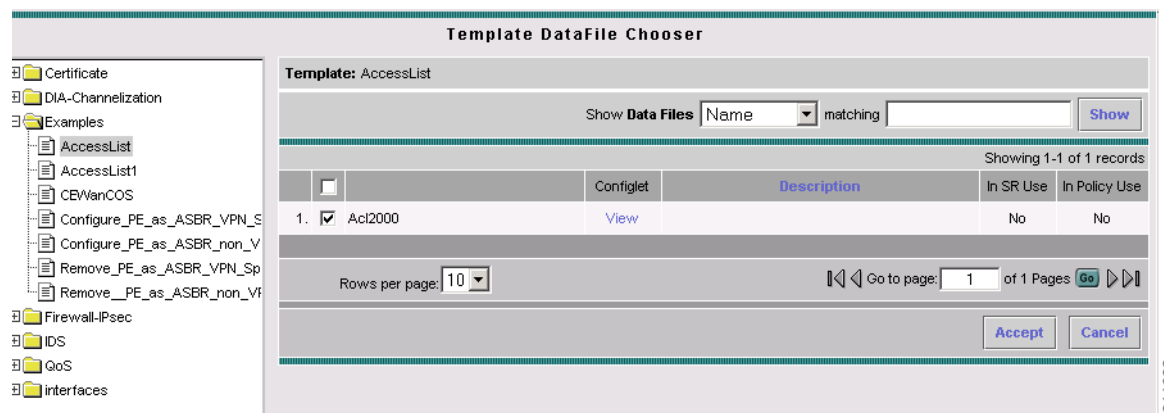 Template DataFile Chooser
Certificate
DIA-Channelization
Examples
AccessList
AccessList1
CEWanCOS
Configure_PE_as_ASBR_VPN_S
Configure_PE_as_ASBR_non_V
Remove_PE_as_ASBR_VPN_Sp
Remove__PE_as_ASBR_non_VF
Firewall-IPsec
IDS
QoS
interfaces
Template: AccessList
Show Data Files Name matching Show
Showing 1-1 of 1 records
Configlet Description In SR Use In Policy Use
1. Acl2000 View No No
Rows per page: 10 Go to page: 1 of 1 Pages Go
Accept Cancel